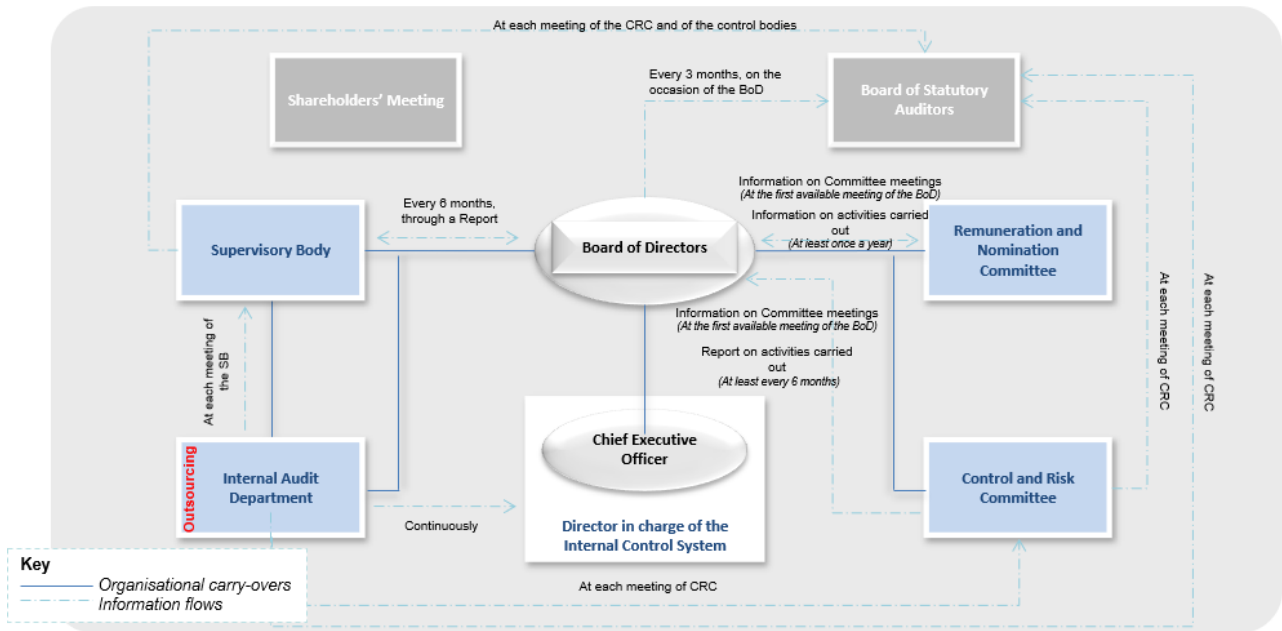 At each meeting of the CRC and of the control bodies
Shareholders' Meeting
Every 3 months, on the
occasion of the BoD
Board of Statutory
Auditors
Every 6 months,
through a Report
Information on Committee meetings
(At the first available meeting of the BoD)
Information on activities carried
out
(At least once a year)
Supervisory Body
Board of Directors
Remuneration and
Nomination
Committee
At each meeting of
the SB
Information on Committee meetings
(At the first available meeting of the BoD)
Report on activities carried
out
(At least every 6 months)
At each meeting of CRC
At each meeting of CRC
Outsourcing
Internal Audit
Department
Continuously
Chief Executive
Officer
Director in charge of the
Internal Control System
Control and Risk
Committee
Key
Organisational carry-overs
Information flows
At each meeting of CRC